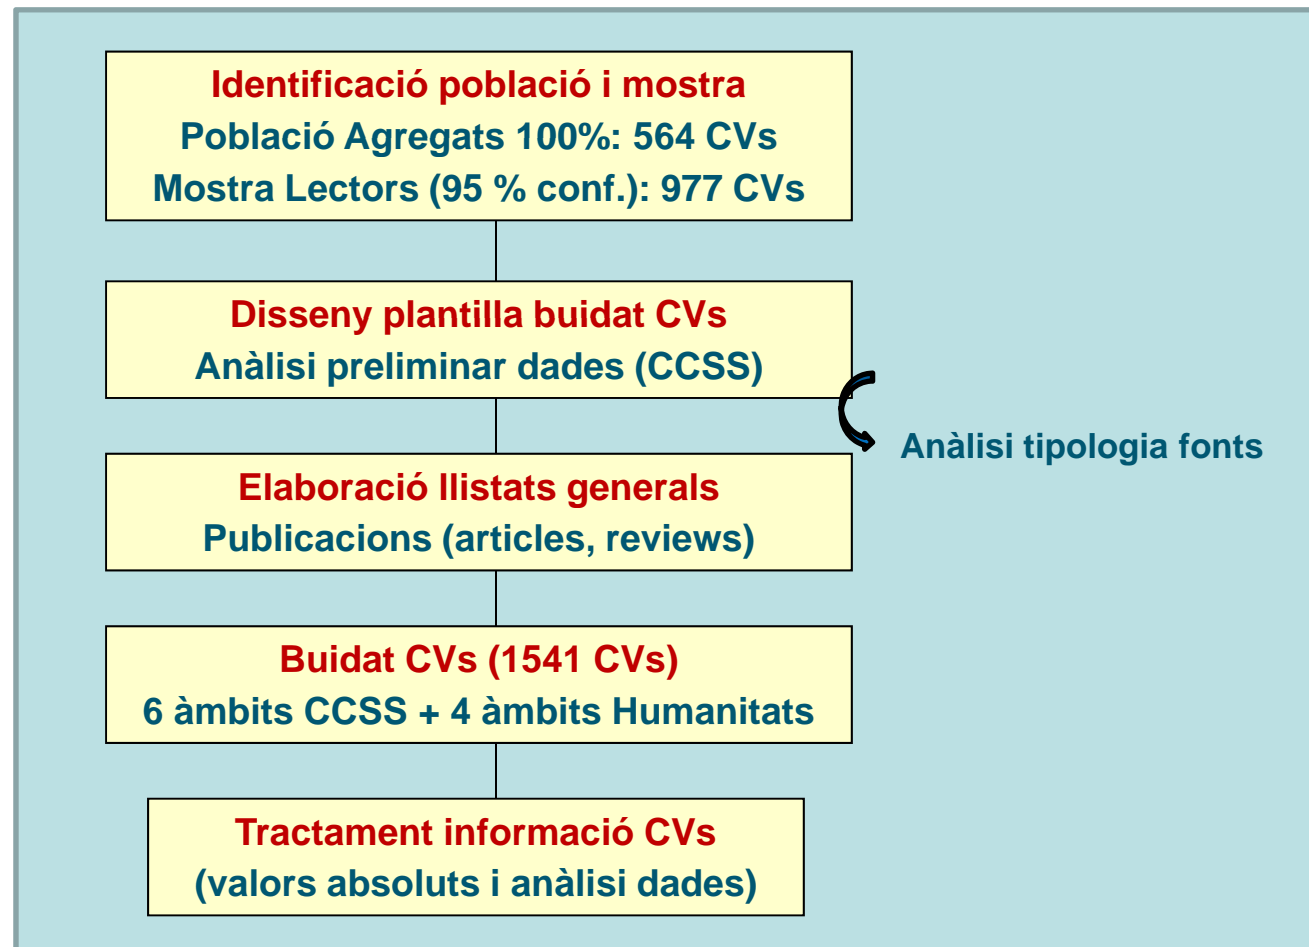 Identificació població i mostra
Població Agregats 100%: 564 CVs
Mostra Lectors (95 % conf.): 977 CVs
Disseny plantilla buidat CVs
Anàlisi preliminar dades (CCSS)
Anàlisi tipologia fonts
Elaboració llistats generals
Publicacions (articles, reviews)
Buidat CVs (1541 CVs)
6 àmbits CCSS + 4 àmbits Humanitats
Tractament informació CVs
(valors absoluts i anàlisi dades)